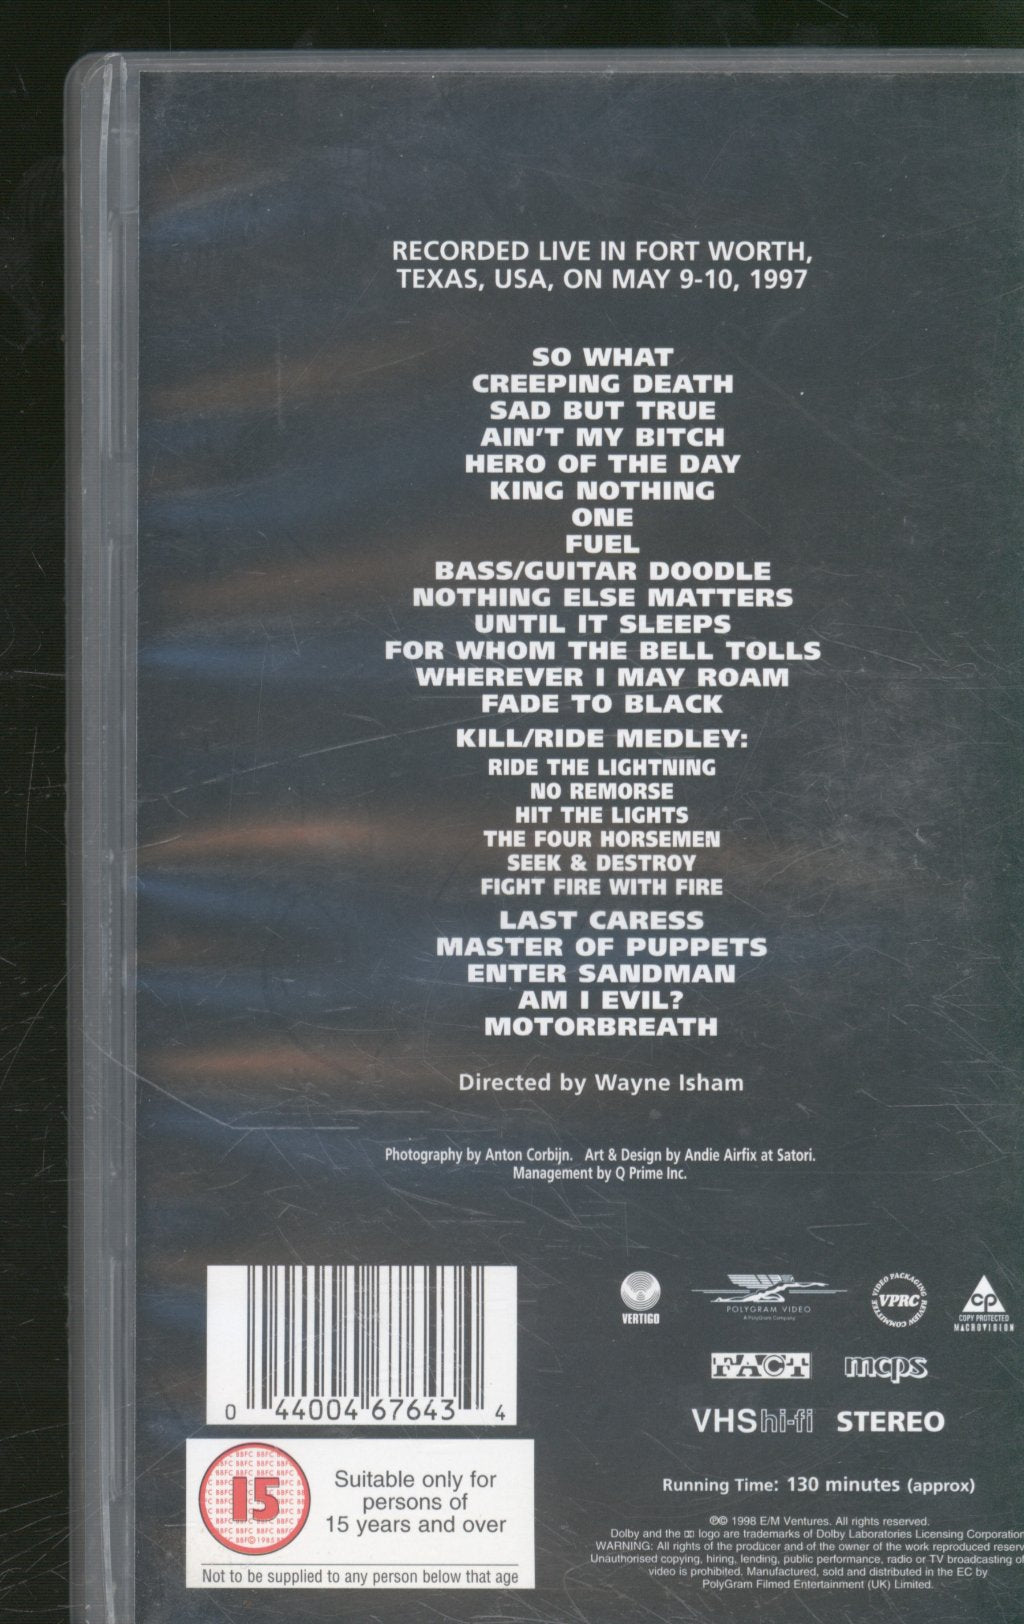 RECORDED LIVE IN FORT WORTH,
TEXAS, USA, ON MAY 9-10, 1997
SO WHAT
CREEPING DEATH
SAD BUT TRUE
AIN'T MY BITCH
HERO OF THE DAY
KING NOTHING
ONE
FUEL
BASS/GUITAR DOODLE
NOTHING ELSE MATTERS
UNTIL IT SLEEPS
FOR WHOM THE BELL TOLLS
WHEREVER I MAY ROAM
FADE TO BLACK
KILL/RIDE MEDLEY:
RIDE THE LIGHTNING
NO REMORSE
HIT THE LIGHTS
THE FOUR HORSEMEN
SEEK & DESTROY
FIGHT FIRE WITH FIRE
LAST CARESS
MASTER OF PUPPETS
ENTER SANDMAN
AM I EVIL?
MOTORBREATH
Directed by Wayne Isham
Photography by Anton Corbijn. Art & Design by Andie Airfix at Satori.
Management by Q Prime Inc.
0 44004 67643 4
VERTIGO
POLYGRAM VIDEO
A PolyGram Company
VIDEO PACKAGING REVIEW COMMITTEE
VPRC
CP
COPY PROTECTED
MACROVISION
FACT
mcps
VHS hi-fi STEREO
15
Suitable only for
persons of
15 years and over
Not to be supplied to any person below that age
Running Time: 130 minutes (approx)
℗© 1998 E/M Ventures. All rights reserved.
Dolby and the logo are trademarks of Dolby Laboratories Licensing Corporation
WARNING: All rights of the producer and of the owner of the work reproduced reserv
Unauthorised copying, hiring, lending, public performance, radio or TV broadcasting of
video is prohibited. Manufactured, sold and distributed in the EC by
PolyGram Filmed Entertainment (UK) Limited.